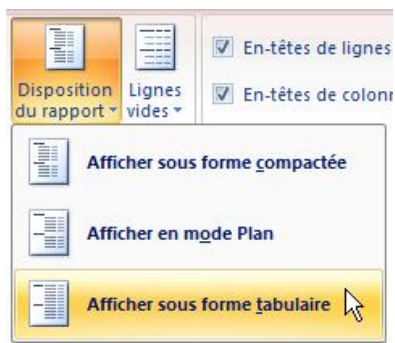 Disposition
du rapport
Lignes
vides
En-têtes de lignes
En-têtes de colon
Afficher sous forme compactée
Afficher en mode Plan
Afficher sous forme tabulaire